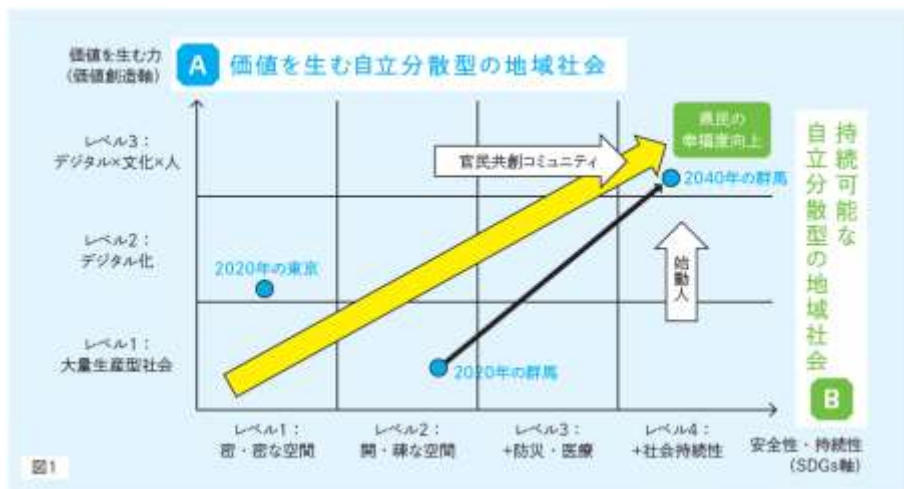 価値を生む力
(価値創造軸)
A 価値を生む自立分散型の地域社会
レベル3：
デジタル×文化×人
県民の
幸福度向上
官民共創コミュニティ
2040年の群馬
レベル2：
デジタル化
2020年の東京
始動人
レベル1：
大量生産型社会
2020年の群馬
持続可能な
自立分散型の地域社会
B
レベル1：
密・密な空間
レベル2：
開・疎な空間
レベル3：
+防災・医療
レベル4：
+社会持続性
安全性・持続性
(SDGs軸)
図1